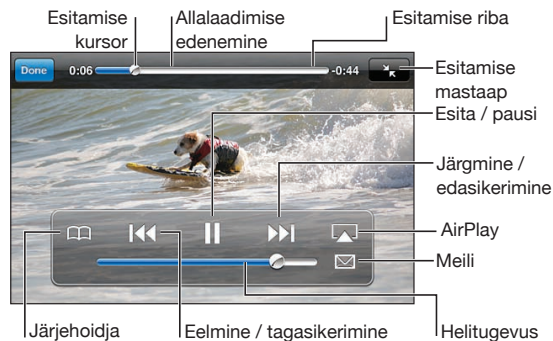 Esitamise
kursor
Allalaadimise
edenemine
Esitamise riba
Done
0:06
-0:44
Esitamise
mastaap
Esita / pausi
Järgmine /
edasikerimine
AirPlay
Meili
Järjehoidja
Eelmine / tagasikerimine
Helitugevus